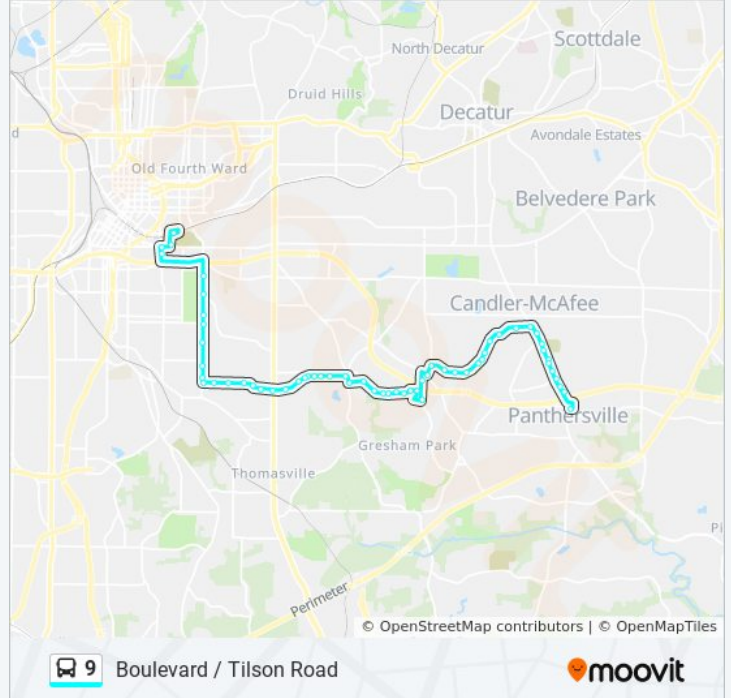 Scottdale
North Decatur
Druid Hills
Decatur
d
Avondale Estates
Old Fourth Ward
Belvedere Park
Candler-McAfee
Panthersville
Gresham Park
Thomasville
Pi
Perimeter
© OpenStreetMap contributors | © OpenMapTiles
9 Boulevard / Tilson Road
moovit